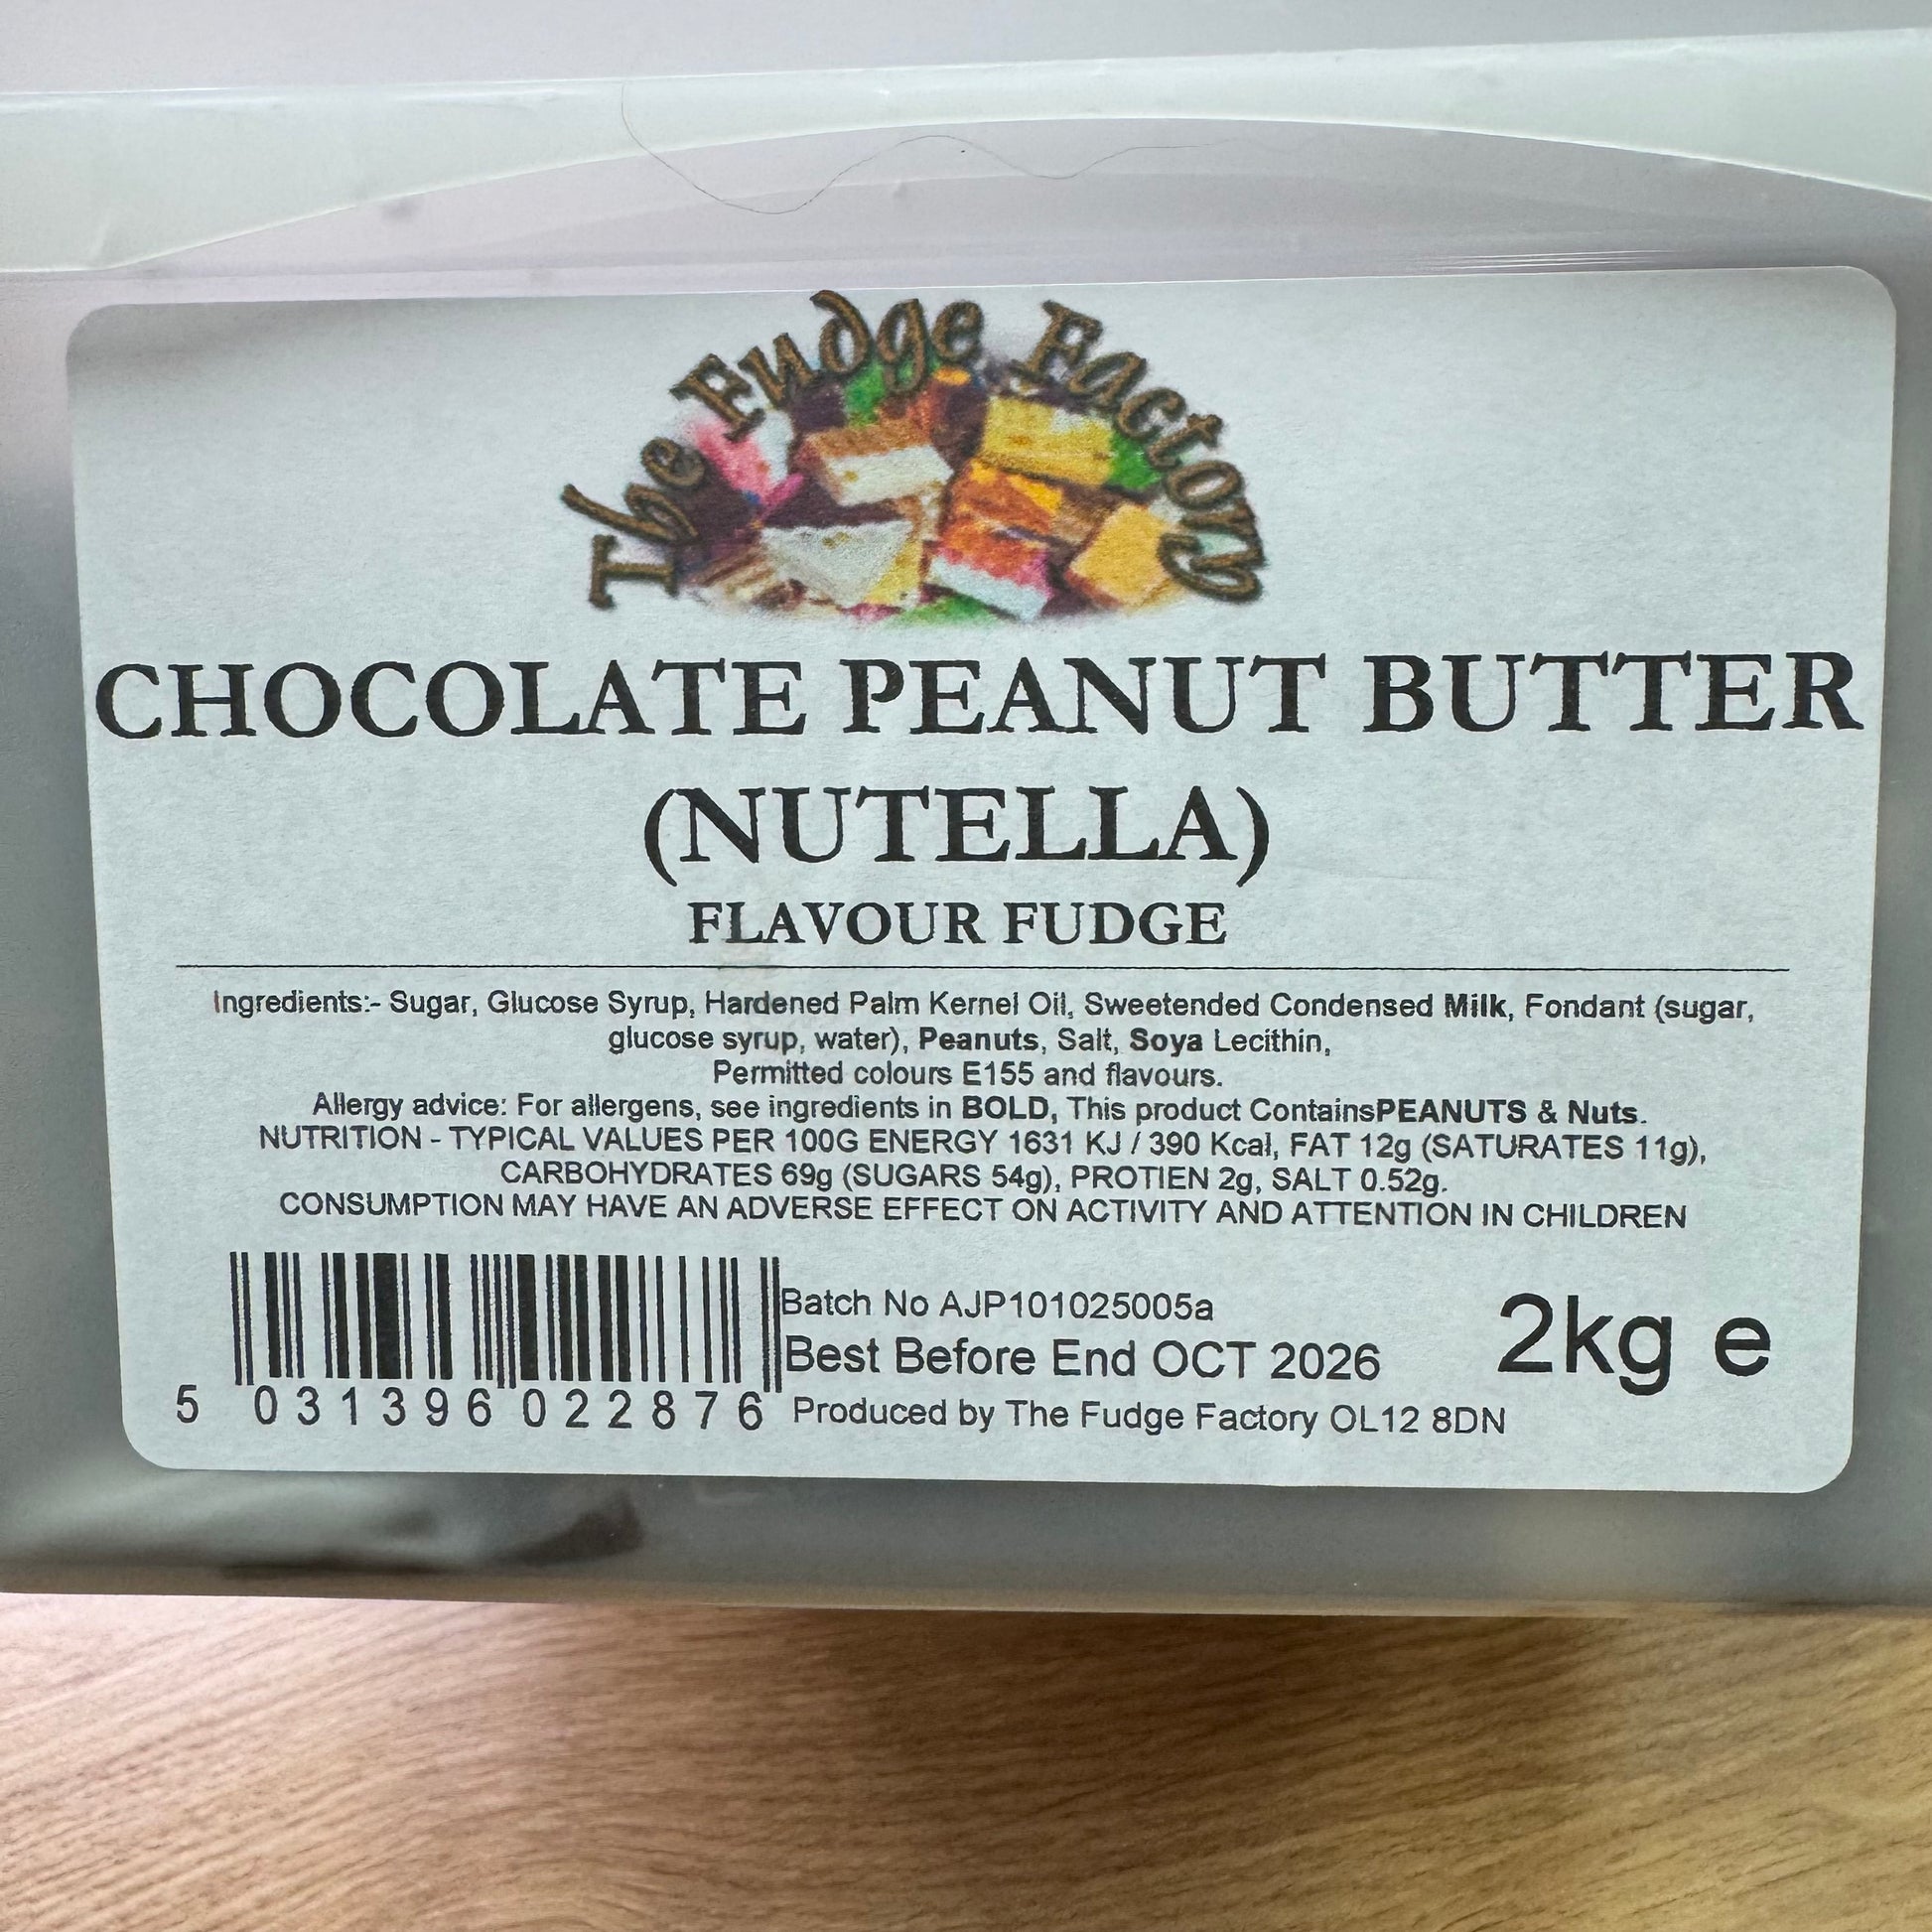 The Fudge Factory
CHOCOLATE PEANUT BUTTER
(NUTELLA)
FLAVOUR FUDGE
Ingredients:- Sugar, Glucose Syrup, Hardened Palm Kernel Oil, Sweetended Condensed Milk, Fondant (sugar,
glucose syrup, water), Peanuts, Salt, Soya Lecithin,
Permitted colours E155 and flavours.
Allergy advice: For allergens, see ingredients in BOLD, This product ContainsPEANUTS & Nuts.
NUTRITION - TYPICAL VALUES PER 100G ENERGY 1631 KJ / 390 Kcal, FAT 12g (SATURATES 11g),
CARBOHYDRATES 69g (SUGARS 54g), PROTIEN 2g, SALT 0.52g.
CONSUMPTION MAY HAVE AN ADVERSE EFFECT ON ACTIVITY AND ATTENTION IN CHILDREN
Batch No AJP101025005a
Best Before End OCT 2026
2kg e
5 031396 022876
Produced by The Fudge Factory OL12 8DN